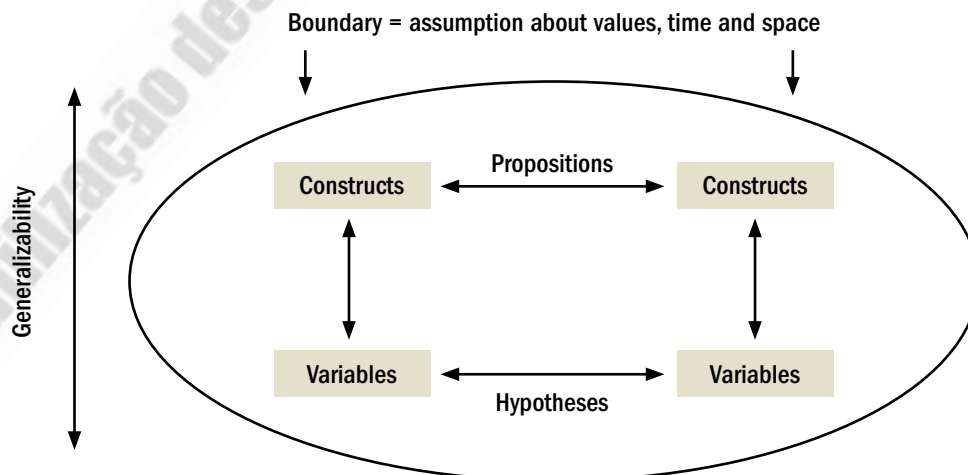 Boundary = assumption about values, time and space
Generalizability
Propositions
Constructs
Constructs
Variables
Variables
Hypotheses